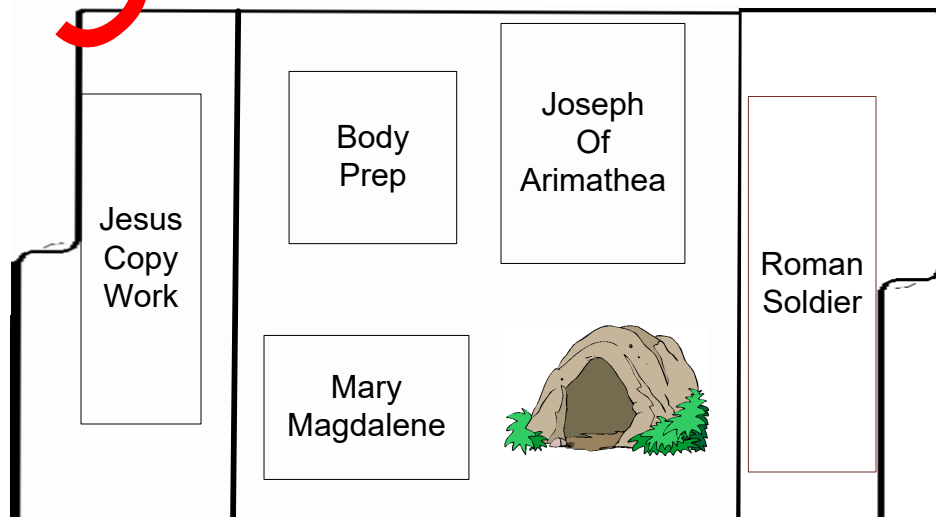 Jesus
Copy
Work
Body
Prep
Joseph
Of
Arimathea
Mary
Magdalene
Roman
Soldier